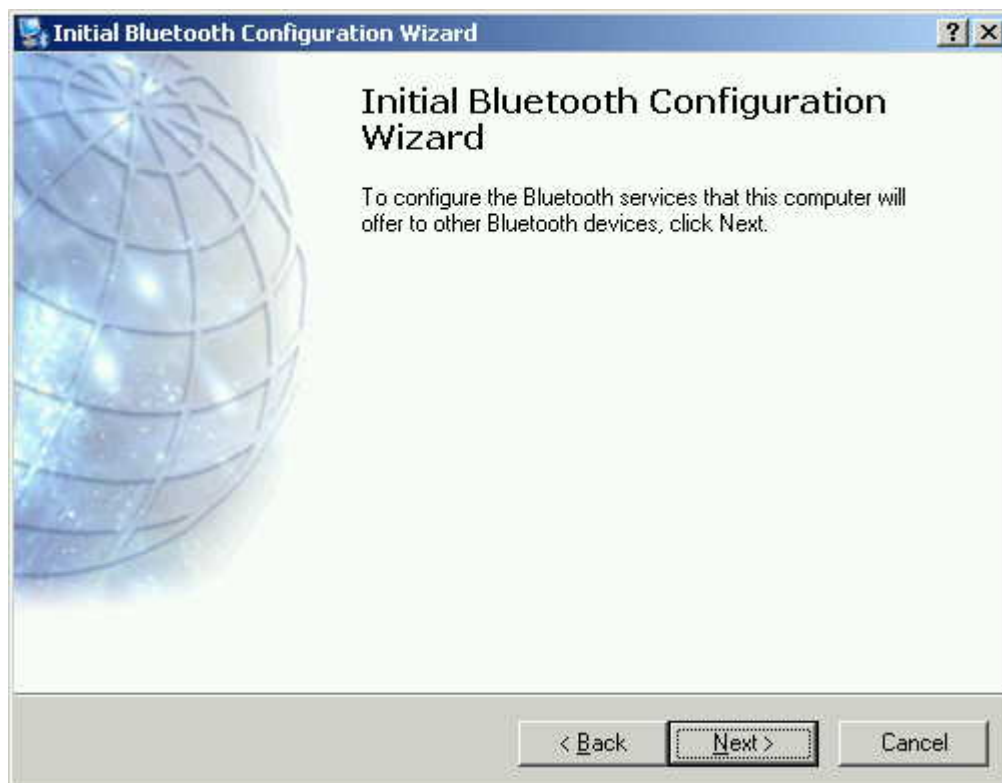 Initial Bluetooth Configuration Wizard
?
Initial Bluetooth Configuration
Wizard
To configure the Bluetooth services that this computer will
offer to other Bluetooth devices, click Next.
< Back
Next >
Cancel